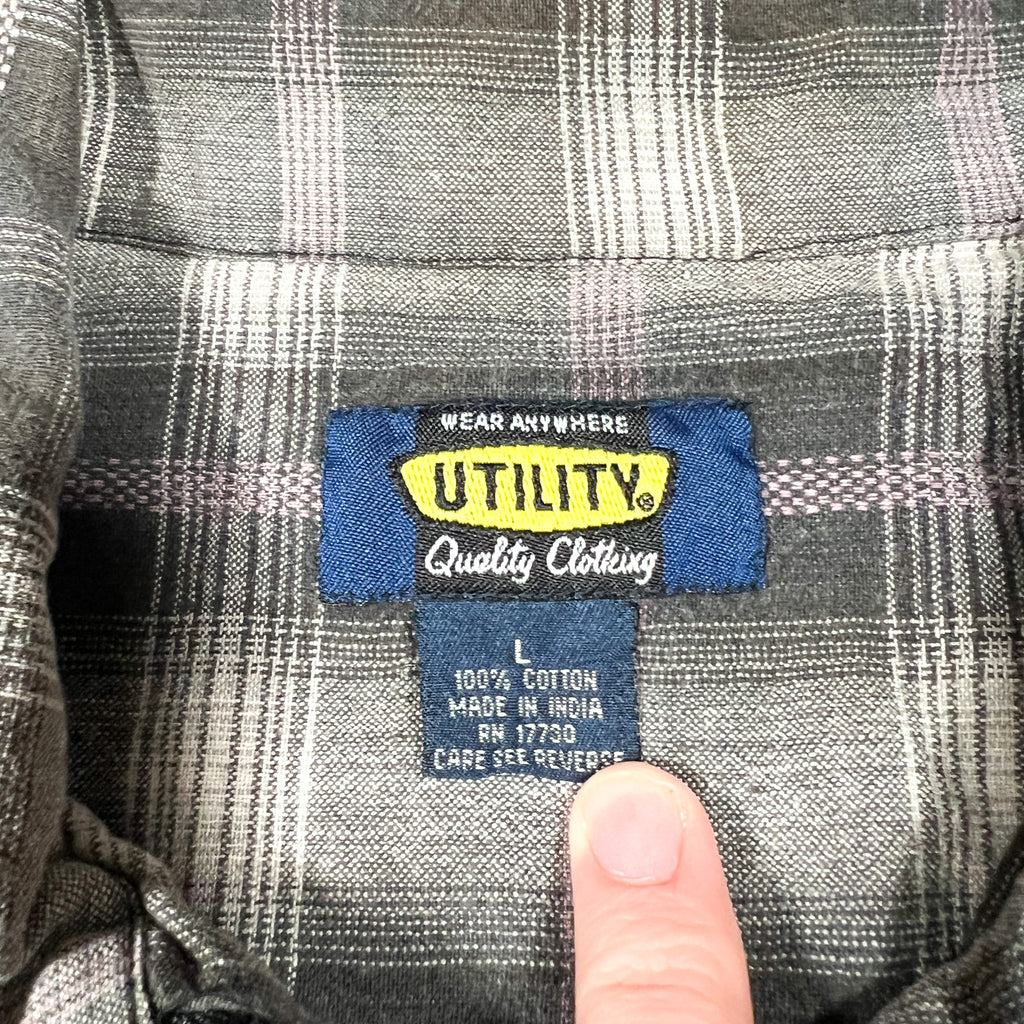 WEAR ANYWHERE
UTILITY®
Quality Clothing
L
100% COTTON
MADE IN INDIA
RN 17730
CARE SEE REVERSE